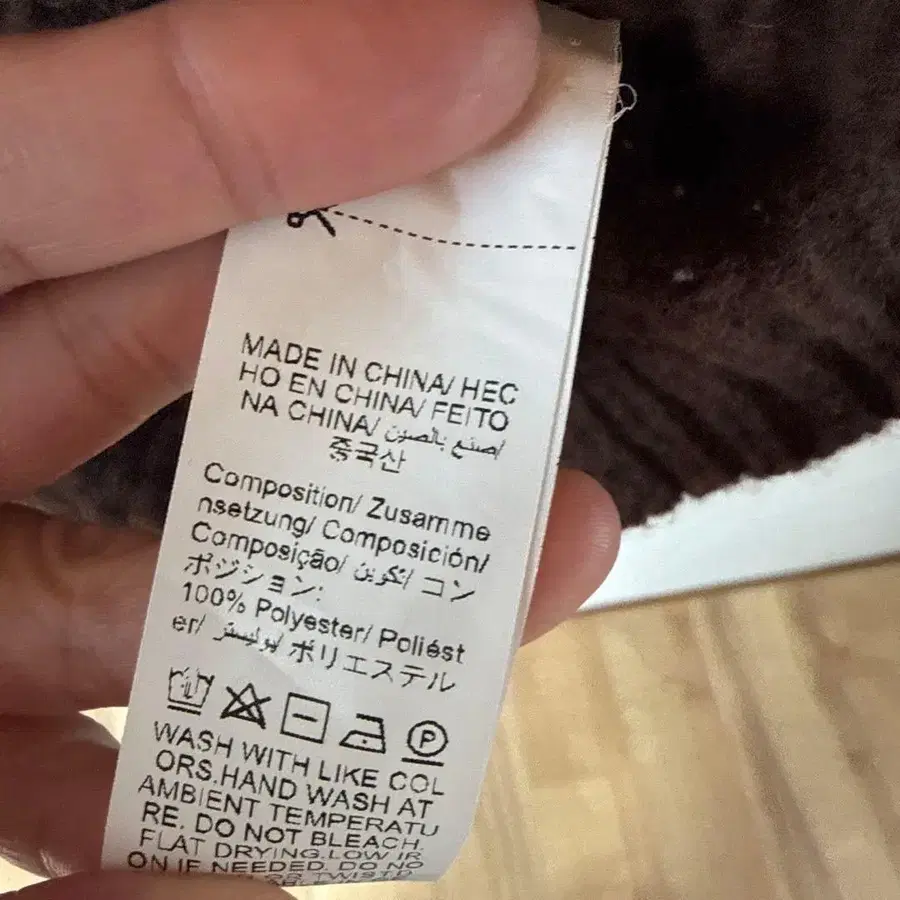 MADE IN CHINA/ HEC
HO EN CHINA/ FEITO
NA CHINA/ اصنع بالصين
중국산
Composition/ Zusamme
nsetzung/ Composición/
Composição/ تكوين/ コン
ポジション:
100% Polyester/ Poliést
er/ بوليستر/ ポリエステル
P
WASH WITH LIKE COL
ORS.HAND WASH AT
AMBIENT TEMPERATU
RE. DO NOT BLEACH.
FLAT DRYING.LOW IR
ON IF NEEDED. DO NO
OR TWIST.D